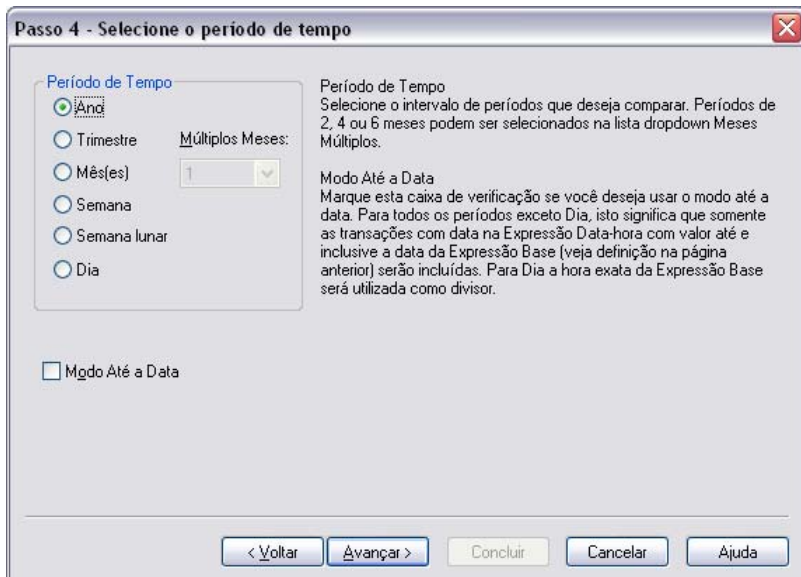 Passo 4 - Selecione o período de tempo
Período de Tempo
Ano
Trimestre
Múltiplos Meses:
Mês(es)
1
Semana
Semana lunar
Dia
Período de Tempo
Selecione o intervalo de períodos que deseja comparar. Períodos de
2, 4 ou 6 meses podem ser selecionados na lista dropdown Meses
Múltiplos.
Modo Até a Data
Marque esta caixa de verificação se você deseja usar o modo até a
data. Para todos os períodos exceto Dia, isto significa que somente
as transações com data na Expressão Data-hora com valor até e
inclusive a data da Expressão Base (veja definição na página
anterior) serão incluídas. Para Dia a hora exata da Expressão Base
será utilizada como divisor.
Modo Até a Data
< Voltar
Avançar >
Concluir
Cancelar
Ajuda